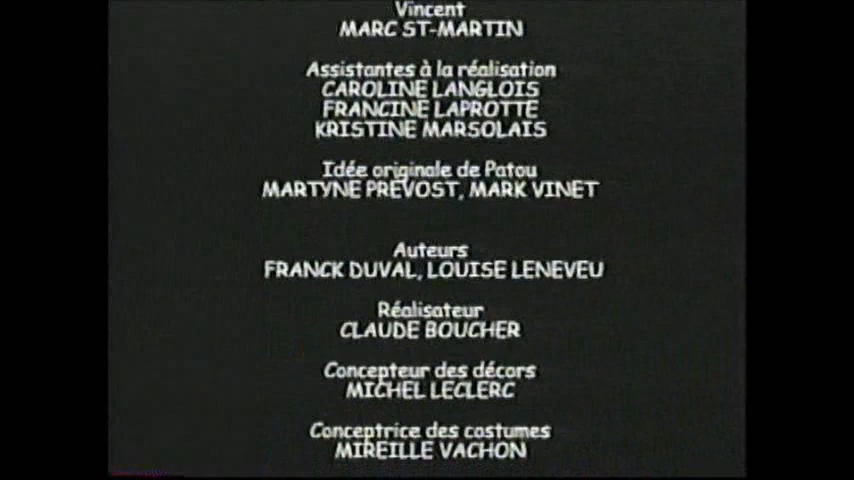 Vincent
MARC ST-MARTIN
Assistantes à la réalisation
CAROLINE LANGLOIS
FRANCINE LAPROTTE
KRISTINE MARSOLAIS
Idée originale de Patou
MARTYNE PREVOST, MARK VINET
Auteurs
FRANCK DUVAL, LOUISE LENEVEU
Réalisateur
CLAUDE BOUCHER
Concepteur des décors
MICHEL LECLERC
Conceptrice des costumes
MIREILLE VACHON